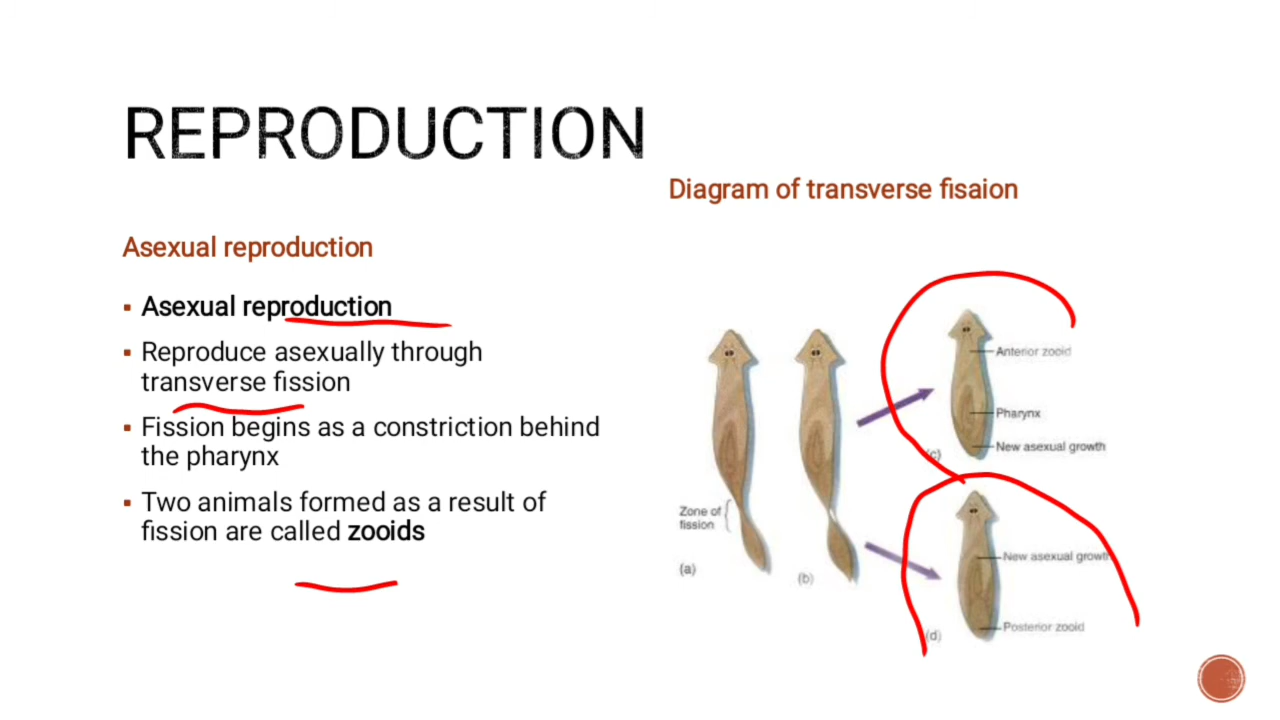 REPRODUCTION
Diagram of transverse fisaion
Asexual reproduction
▪ Asexual reproduction
▪ Reproduce asexually through
transverse fission
▪ Fission begins as a constriction behind
the pharynx
▪ Two animals formed as a result of
fission are called zooids
Zone of
fission
(a)
(b)
Anterior zooid
Pharynx
New asexual growth
(c)
New asexual growth
Posterior zooid
(d)